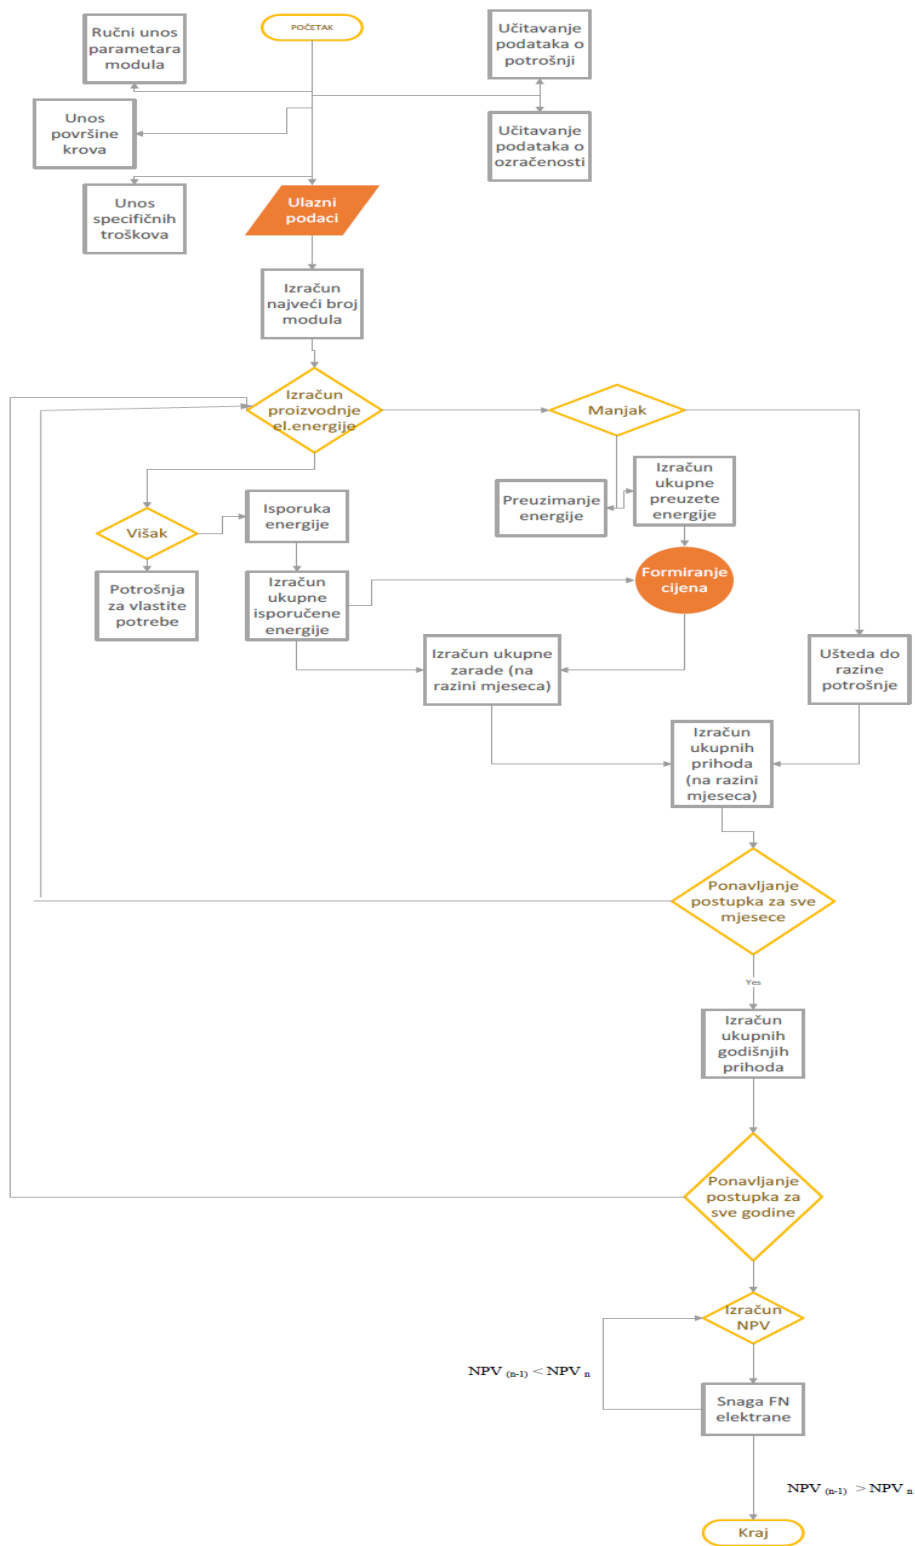 POČETAK
Ručni unos
parametara
modula
Učitavanje
podataka o
potrošnji
Unos
površine
krova
Učitavanje
podataka o
ozračenosti
Unos
specifičnih
troškova
Ulazni
podaci
Izračun
najveći broj
modula
Izračun
proizvodnje
el.energije
Manjak
Višak
Isporuka
energije
Preuzimanje
energije
Izračun
ukupne
preuzete
energije
Potrošnja
za vlastite
potrebe
Izračun
ukupne
isporučene
energije
Formiranje
cijena
Izračun ukupne
zarade (na
razini mjeseca)
Ušteda do
razine
potrošnje
Izračun
ukupnih
prihoda
(na razini
mjeseca)
Ponavljanje
postupka za sve
mjesece
Yes
Izračun
ukupnih
godišnjih
prihoda
Ponavljanje
postupka za
sve godine
Izračun
NPV
NPV (n-1) < NPV n
Snaga FN
elektrane
NPV (n-1) > NPV n
Kraj